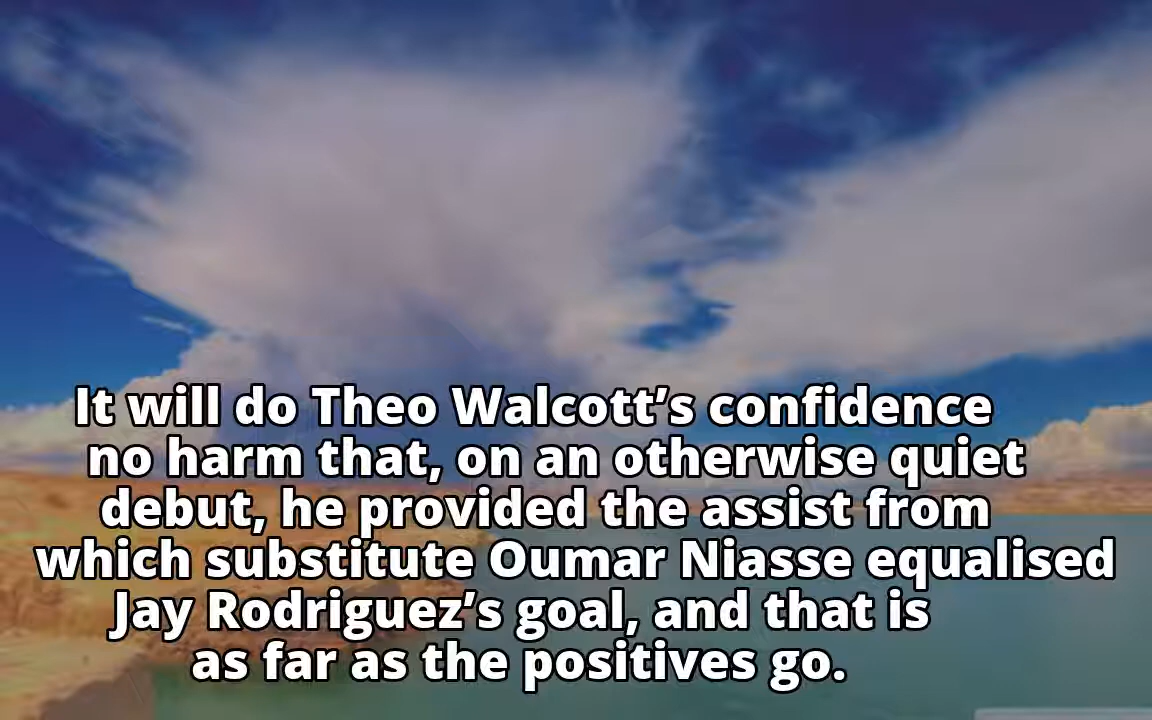 It will do Theo Walcott’s confidence
no harm that, on an otherwise quiet
debut, he provided the assist from
which substitute Oumar Niasse equalised
Jay Rodriguez’s goal, and that is
as far as the positives go.